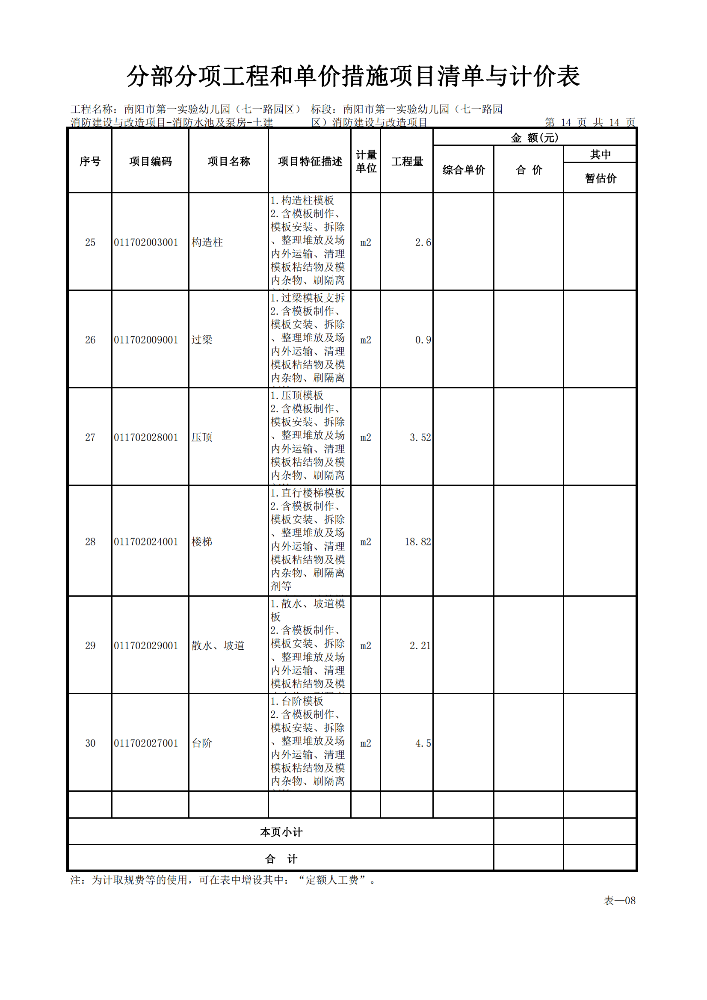 分部分项工程和单价措施项目清单与计价表
工程名称：南阳市第一实验幼儿园（七一路园区）
消防建设与改造项目-消防水池及泵房-土建
标段：南阳市第一实验幼儿园（七一路园
区）消防建设与改造项目
第 14 页 共 14 页
序号
项目编码
项目名称
项目特征描述
计量
单位
工程量
金 额(元)
综合单价
合 价
其中
暂估价
25
011702003001
构造柱
1.构造柱模板
2.含模板制作、
模板安装、拆除
、整理堆放及场
内外运输、清理
模板粘结物及模
内杂物、刷隔离
m2
2.6
26
011702009001
过梁
1.过梁模板支拆
2.含模板制作、
模板安装、拆除
、整理堆放及场
内外运输、清理
模板粘结物及模
内杂物、刷隔离
m2
0.9
27
011702028001
压顶
1.压顶模板
2.含模板制作、
模板安装、拆除
、整理堆放及场
内外运输、清理
模板粘结物及模
内杂物、刷隔离
m2
3.52
28
011702024001
楼梯
1.直行楼梯模板
2.含模板制作、
模板安装、拆除
、整理堆放及场
内外运输、清理
模板粘结物及模
内杂物、刷隔离
剂等
m2
18.82
29
011702029001
散水、坡道
1.散水、坡道模
板
2.含模板制作、
模板安装、拆除
、整理堆放及场
内外运输、清理
模板粘结物及模
m2
2.21
30
011702027001
台阶
1.台阶模板
2.含模板制作、
模板安装、拆除
、整理堆放及场
内外运输、清理
模板粘结物及模
内杂物、刷隔离
m2
4.5
本页小计
合 计
注：为计取规费等的使用，可在表中增设其中：“定额人工费”。
表—08